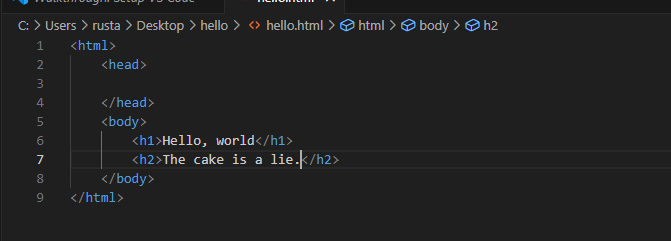 Walkthrough: Setup VS Code hello.html
C: > Users > rusta > Desktop > hello > <> hello.html > html > body > h2
1 <html>
2 <head>
3
4 </head>
5 <body>
6 <h1>Hello, world</h1>
7 <h2>The cake is a lie.</h2>
8 </body>
9 </html>